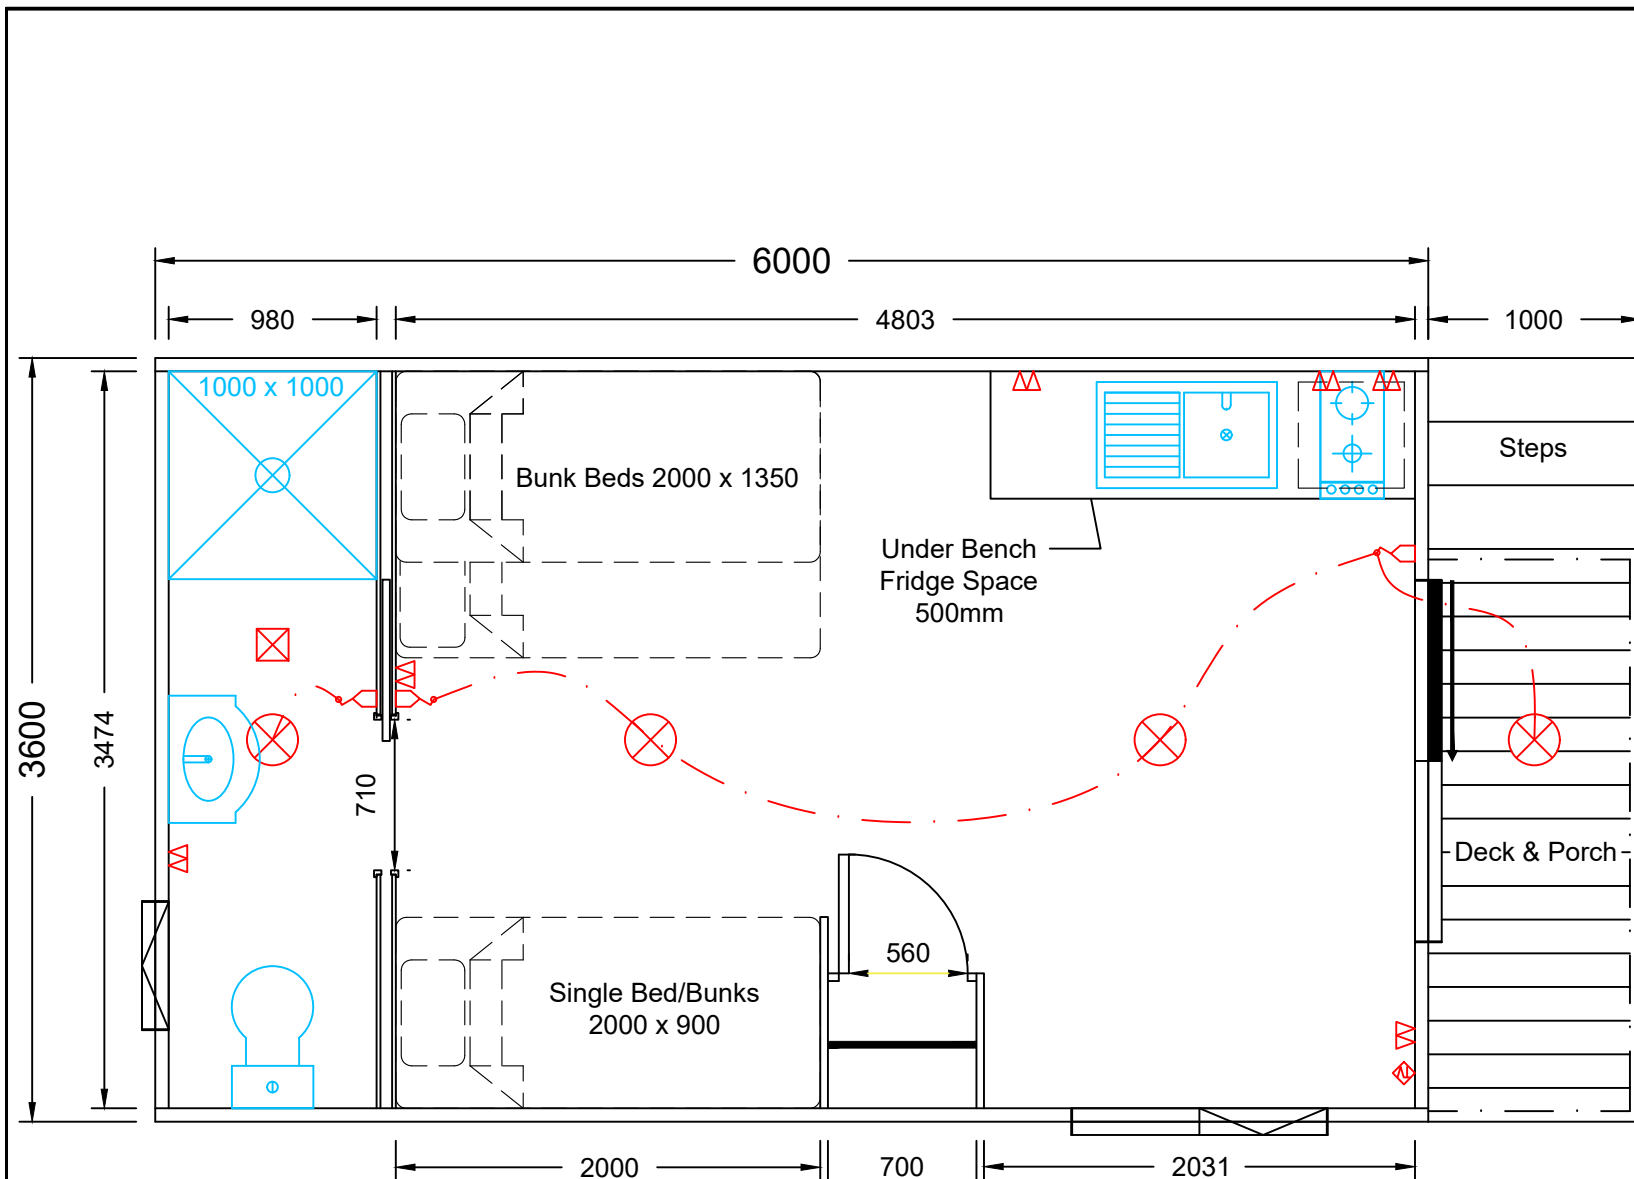 6000
980
4803
1000
1000 x 1000
Steps
Bunk Beds 2000 x 1350
Under Bench
Fridge Space
500mm
3600
3474
710
Deck & Porch
560
Single Bed/Bunks
2000 x 900
2000
700
2031